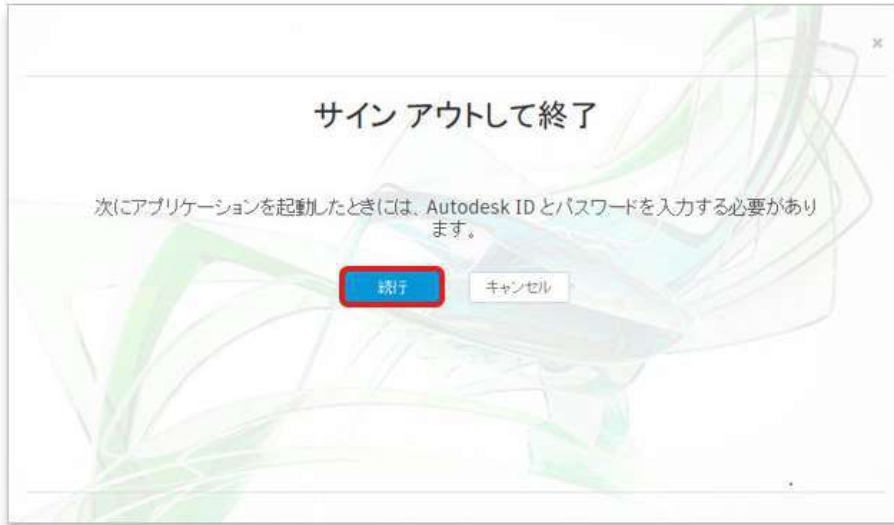 サイン アウトして終了
次にアプリケーションを起動したときには、Autodesk ID とパスワードを入力する必要があり
ます。
続行 キャンセル